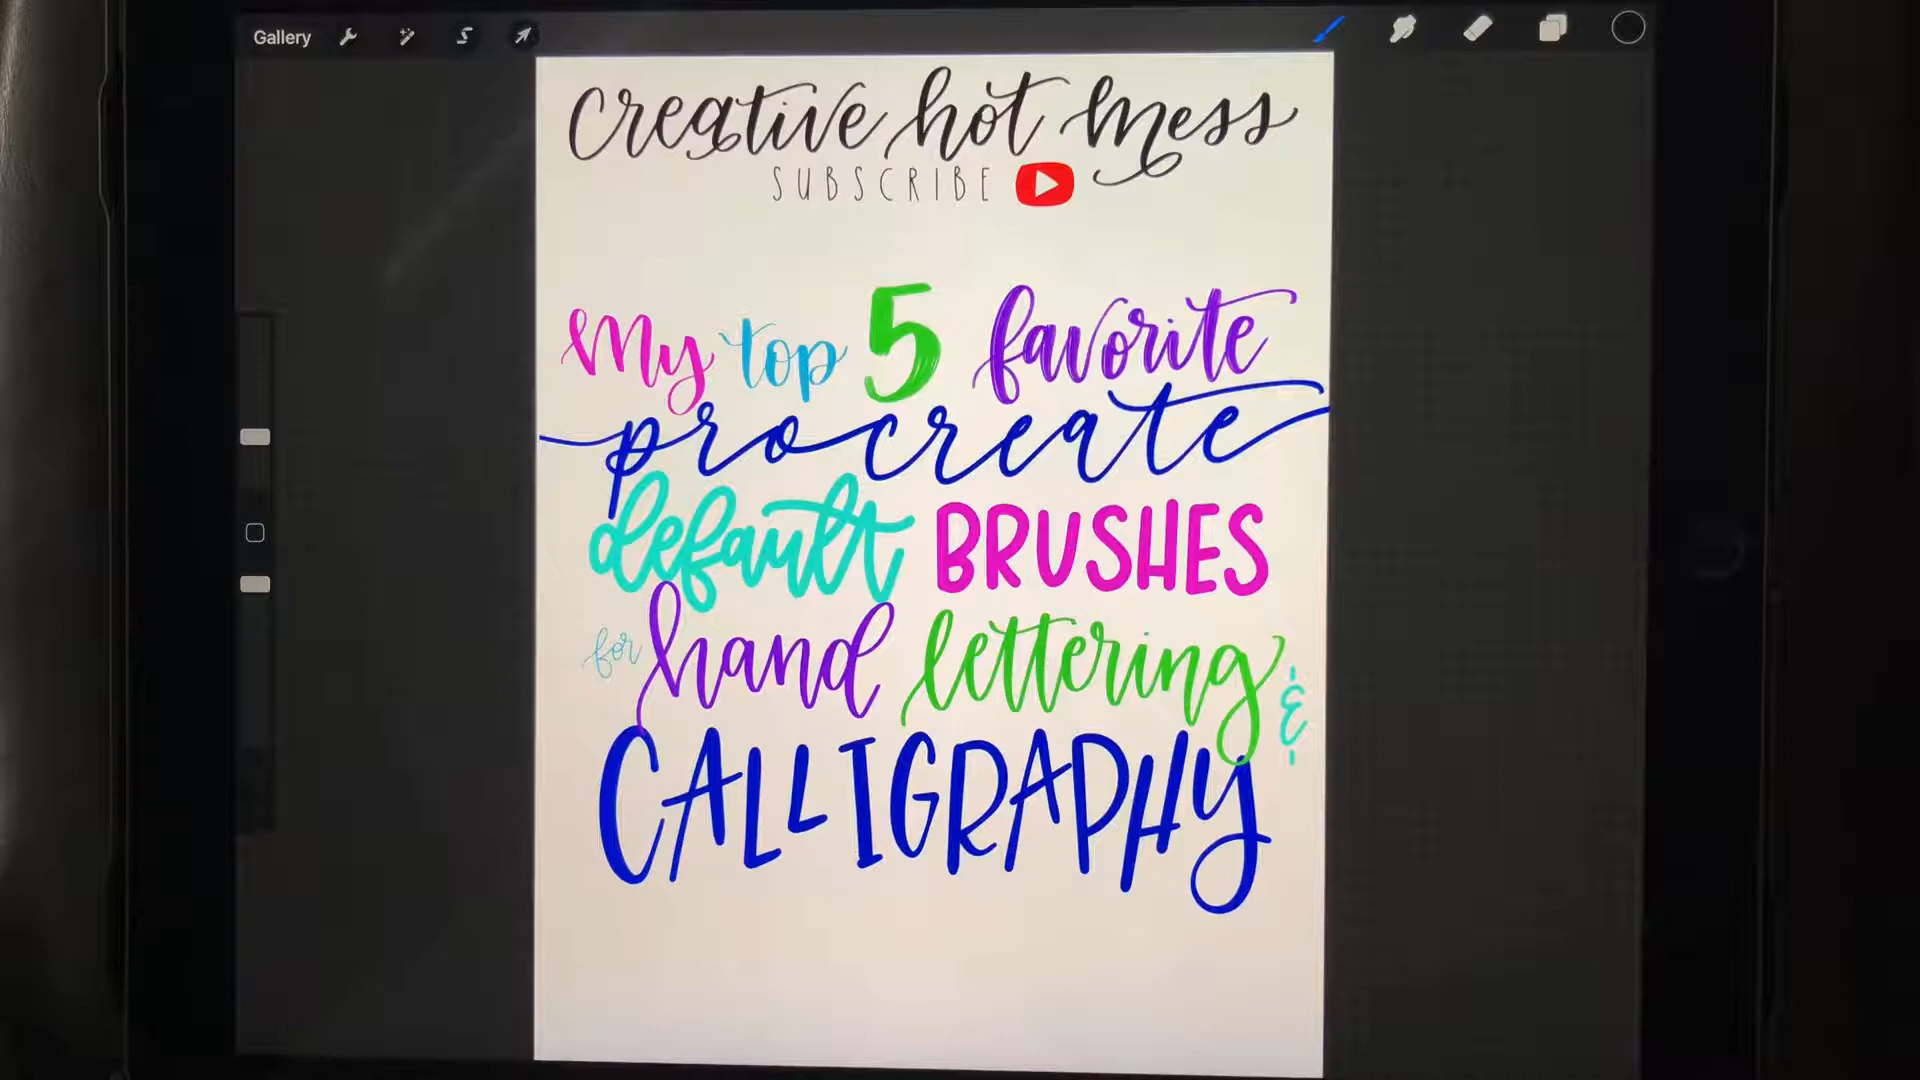 Gallery
creative hot mess
SUBSCRIBE
My top 5 favorite
procreate
default BRUSHES
for hand lettering &
CALLIGRAPHY